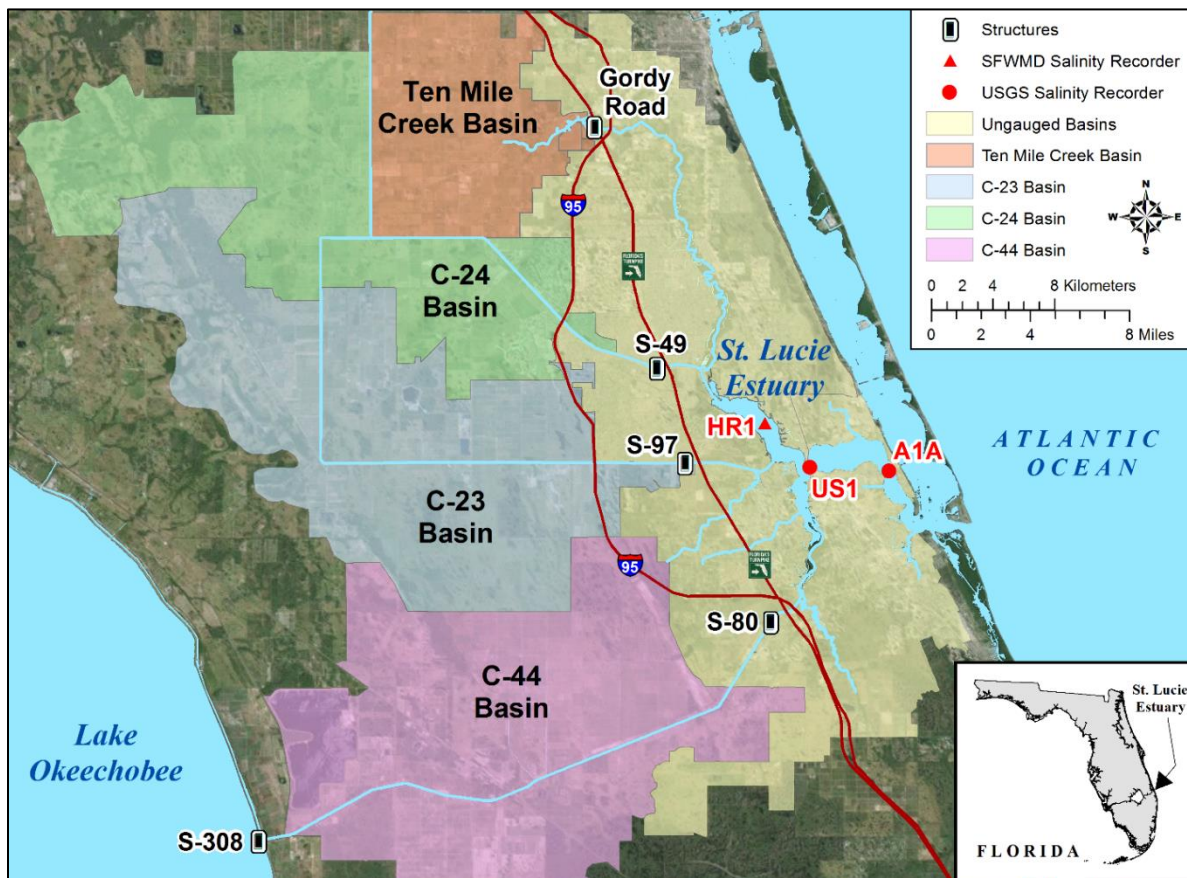 Structures
SFWMD Salinity Recorder
USGS Salinity Recorder
Ungauged Basins
Ten Mile Creek Basin
C-23 Basin
C-24 Basin
C-44 Basin
N
W
E
S
0 2 4 8 Kilometers
0 2 4 8 Miles
Ten Mile
Creek Basin
Gordy
Road
95
C-24
Basin
S-49
St. Lucie
Estuary
HR1
A1A
US1
ATLANTIC
OCEAN
S-97
C-23
Basin
95
S-80
C-44
Basin
Lake
Okeechobee
S-308
St. Lucie
Estuary
FLORIDA